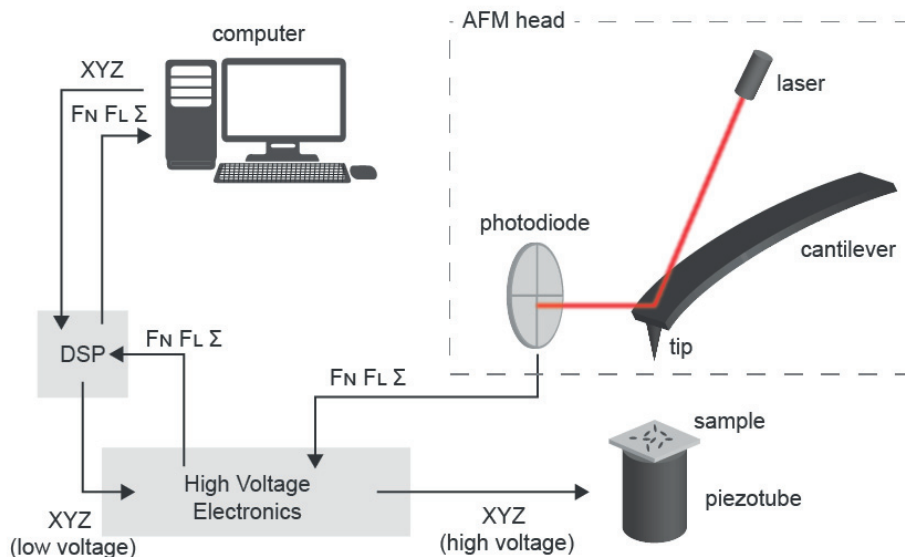 AFM head
computer
XYZ
FN FL Σ
laser
photodiode
cantilever
tip
DSP
FN FL Σ
FN FL Σ
sample
High Voltage
Electronics
piezotube
XYZ
(low voltage)
XYZ
(high voltage)